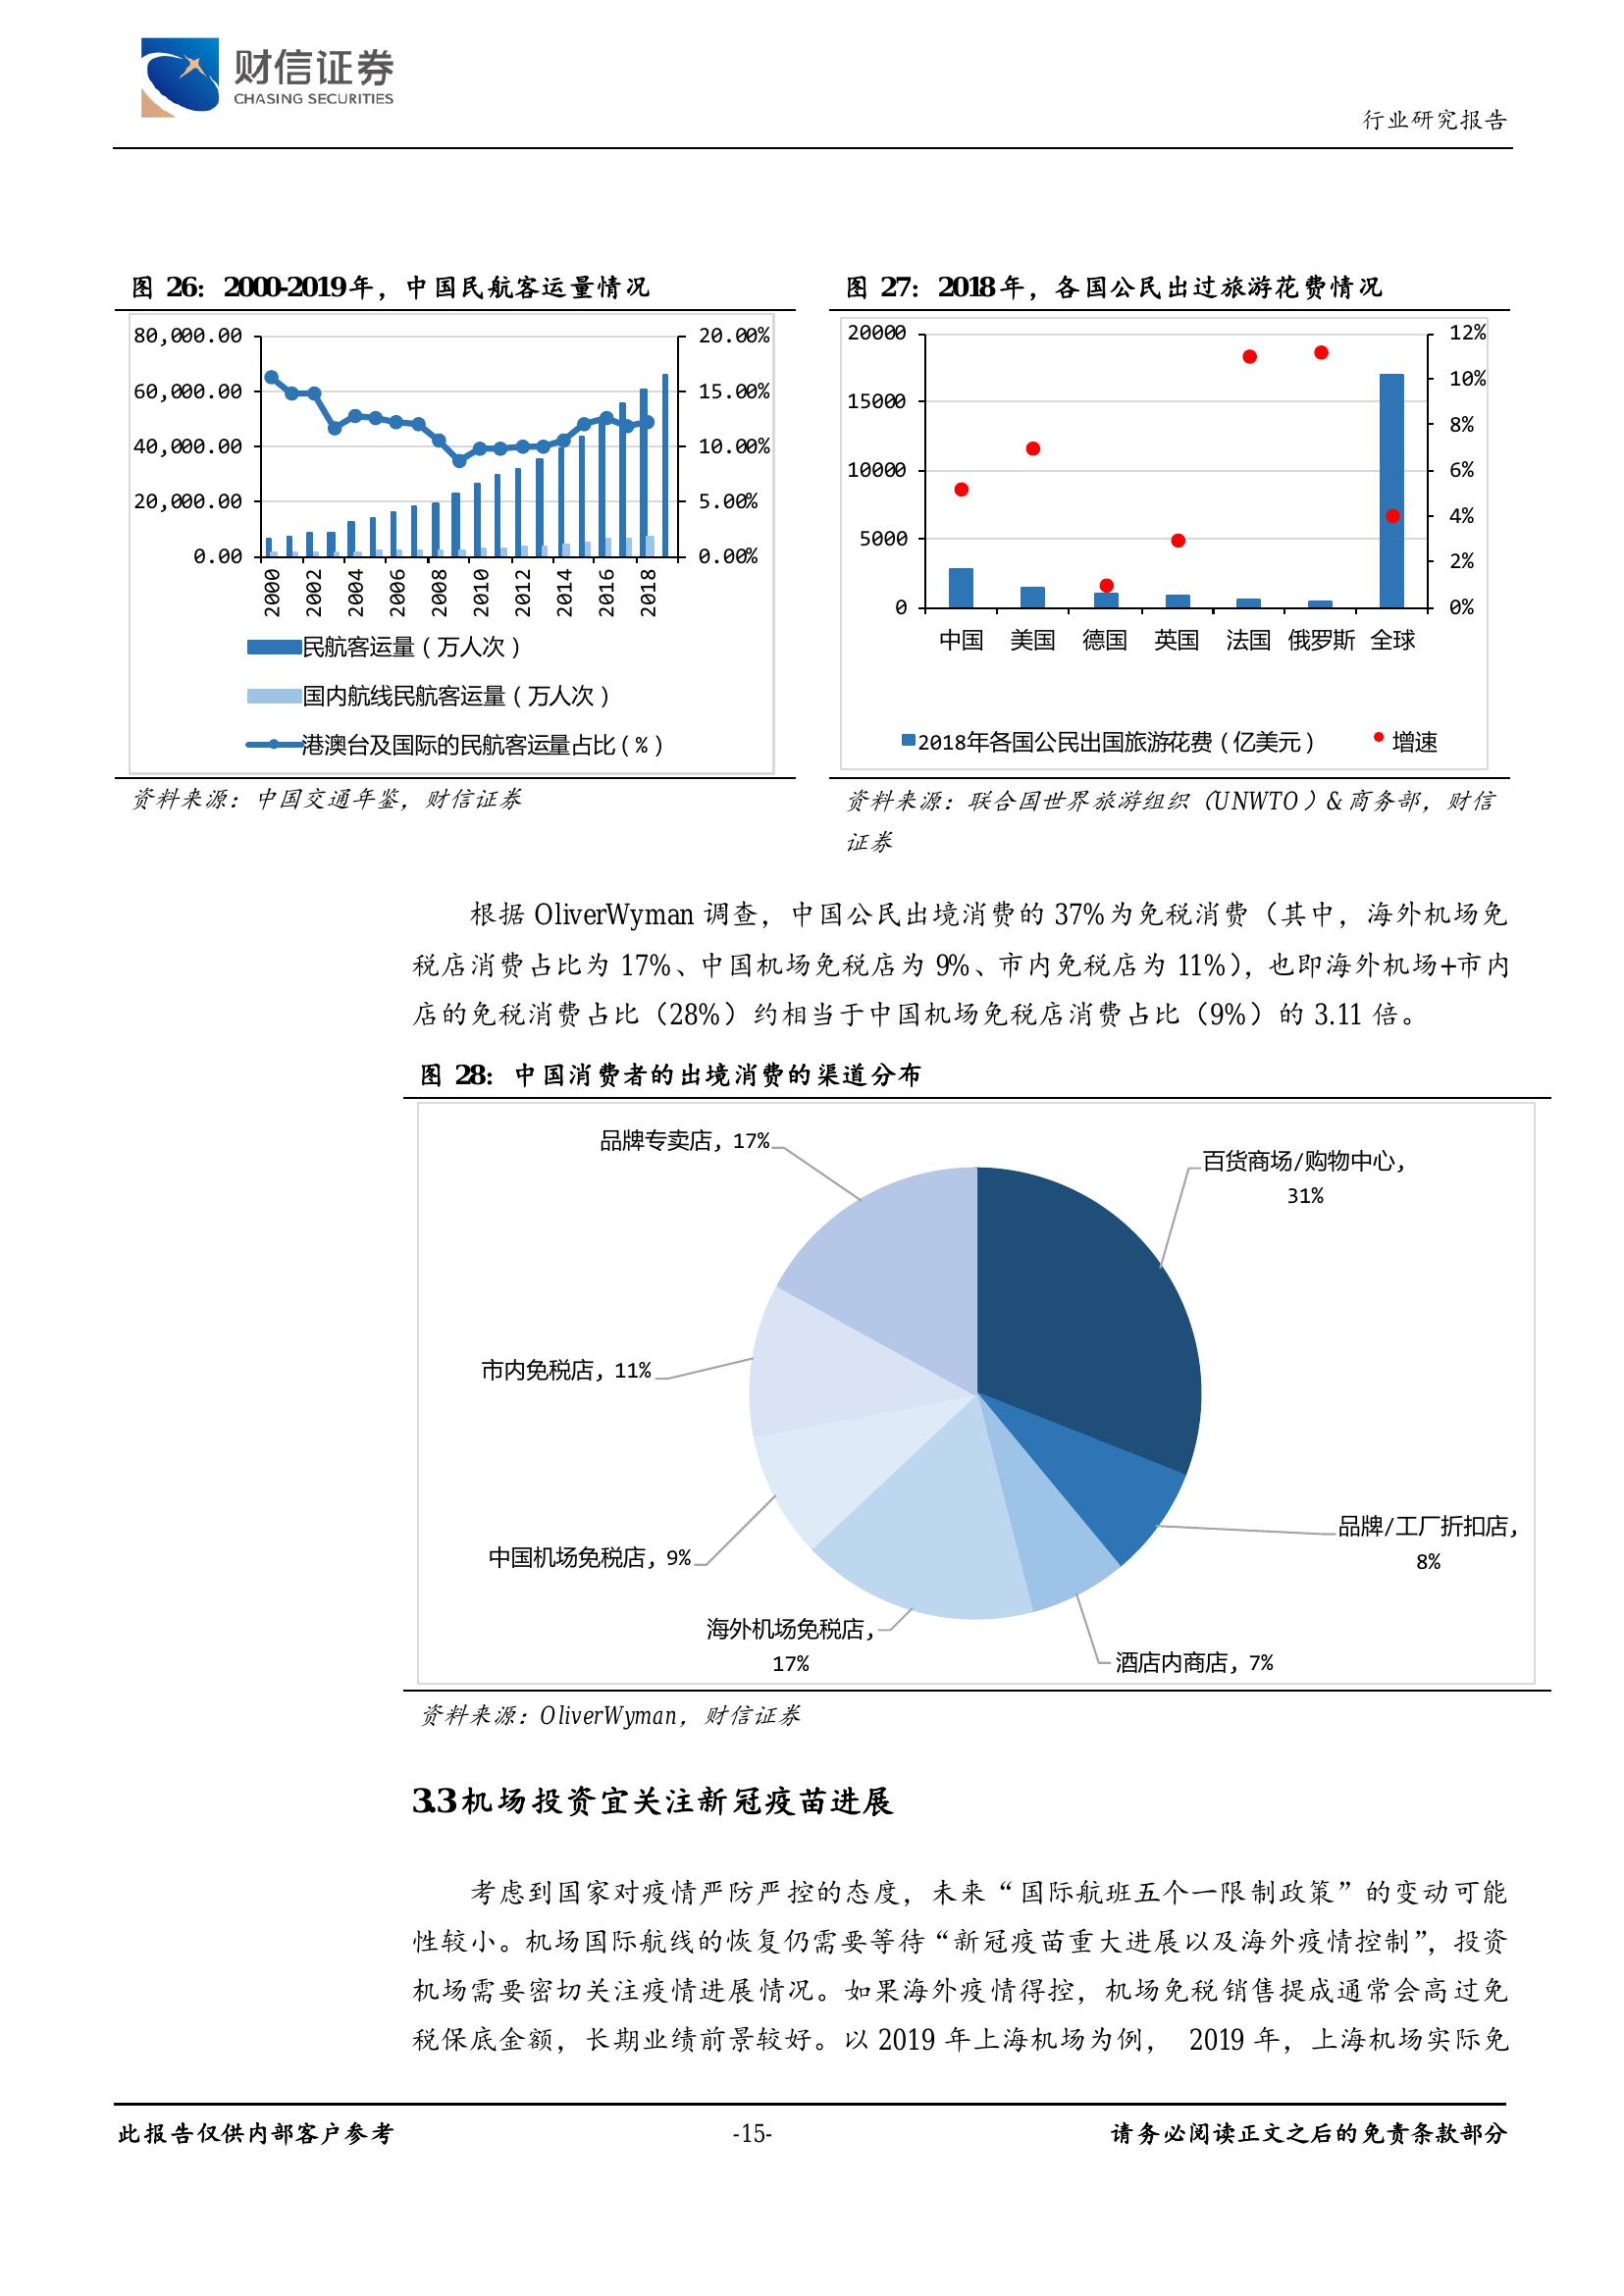 财信证券
CHASING SECURITIES
行业研究报告
图 26：2000-2019年，中国民航客运量情况
80,000.00
60,000.00
40,000.00
20,000.00
0.00
20.00%
15.00%
10.00%
5.00%
0.00%
2000 2002 2004 2006 2008 2010 2012 2014 2016 2018
民航客运量（万人次）
国内航线民航客运量（万人次）
港澳台及国际的民航客运量占比（%）
资料来源：中国交通年鉴，财信证券
图 27：2018年，各国公民出过旅游花费情况
20000
15000
10000
5000
0
12%
10%
8%
6%
4%
2%
0%
中国 美国 德国 英国 法国 俄罗斯 全球
2018年各国公民出国旅游花费（亿美元） 增速
资料来源：联合国世界旅游组织（UNWTO）&商务部，财信
证券
根据 OliverWyman 调查，中国公民出境消费的 37%为免税消费（其中，海外机场免
税店消费占比为 17%、中国机场免税店为 9%、市内免税店为 11%），也即海外机场+市内
店的免税消费占比（28%）约相当于中国机场免税店消费占比（9%）的 3.11 倍。
图 28：中国消费者的出境消费的渠道分布
品牌专卖店，17%
百货商场/购物中心，
31%
市内免税店，11%
品牌/工厂折扣店，
8%
中国机场免税店，9%
海外机场免税店，
17%
酒店内商店，7%
资料来源：OliverWyman，财信证券
3.3机场投资宜关注新冠疫苗进展
考虑到国家对疫情严防严控的态度，未来“国际航班五个一限制政策”的变动可能
性较小。机场国际航线的恢复仍需要等待“新冠疫苗重大进展以及海外疫情控制”，投资
机场需要密切关注疫情进展情况。如果海外疫情得控，机场免税销售提成通常会高过免
税保底金额，长期业绩前景较好。以 2019 年上海机场为例， 2019 年，上海机场实际免
此报告仅供内部客户参考
-15-
请务必阅读正文之后的免责条款部分